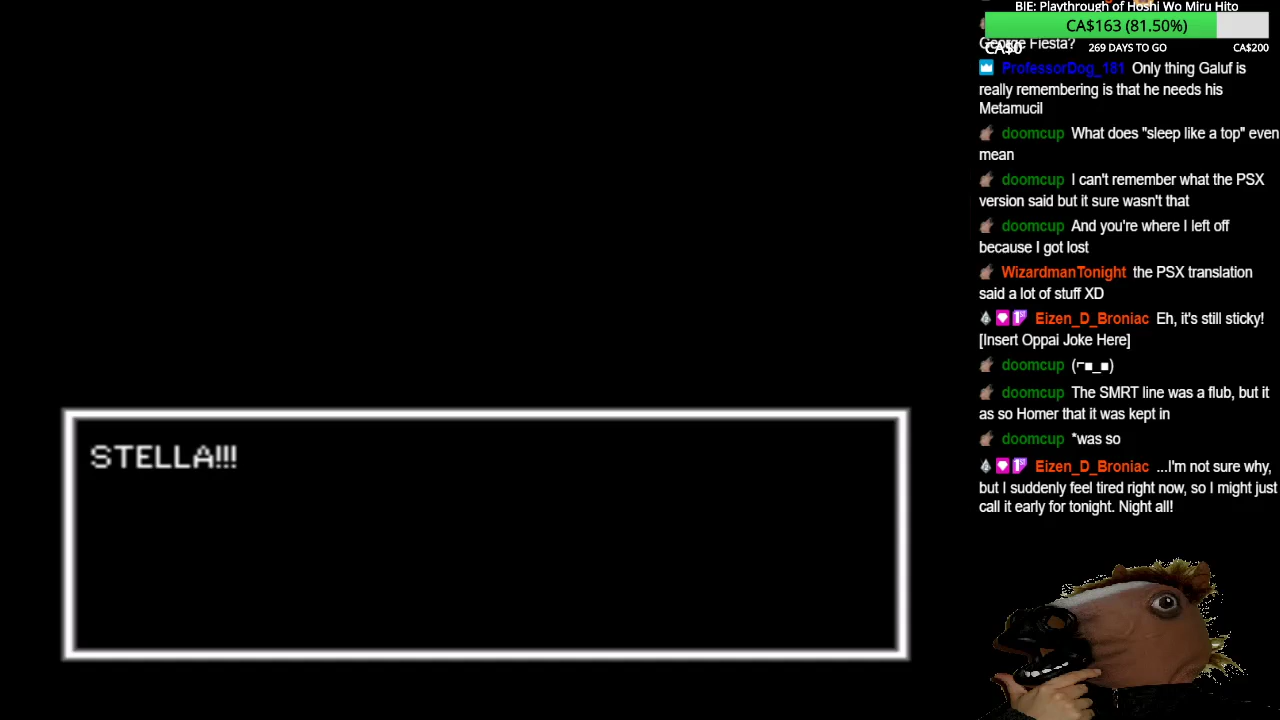 BIE: Playthrough of Hoshi Wo Miru Hito
CA$163 (81.50%)
George Fiesta?
CA$0
269 DAYS TO GO
CA$200
ProfessorDog_181 Only thing Galuf is
really remembering is that he needs his
Metamucil
doomcup What does "sleep like a top" even
mean
doomcup I can't remember what the PSX
version said but it sure wasn't that
doomcup And you're where I left off
because I got lost
WizardmanTonight the PSX translation
said a lot of stuff XD
Eizen_D_Broniac Eh, it's still sticky!
[Insert Oppai Joke Here]
doomcup (⌐■_■)
doomcup The SMRT line was a flub, but it
as so Homer that it was kept in
doomcup *was so
Eizen_D_Broniac ...I'm not sure why,
but I suddenly feel tired right now, so I might just
call it early for tonight. Night all!
STELLA!!!